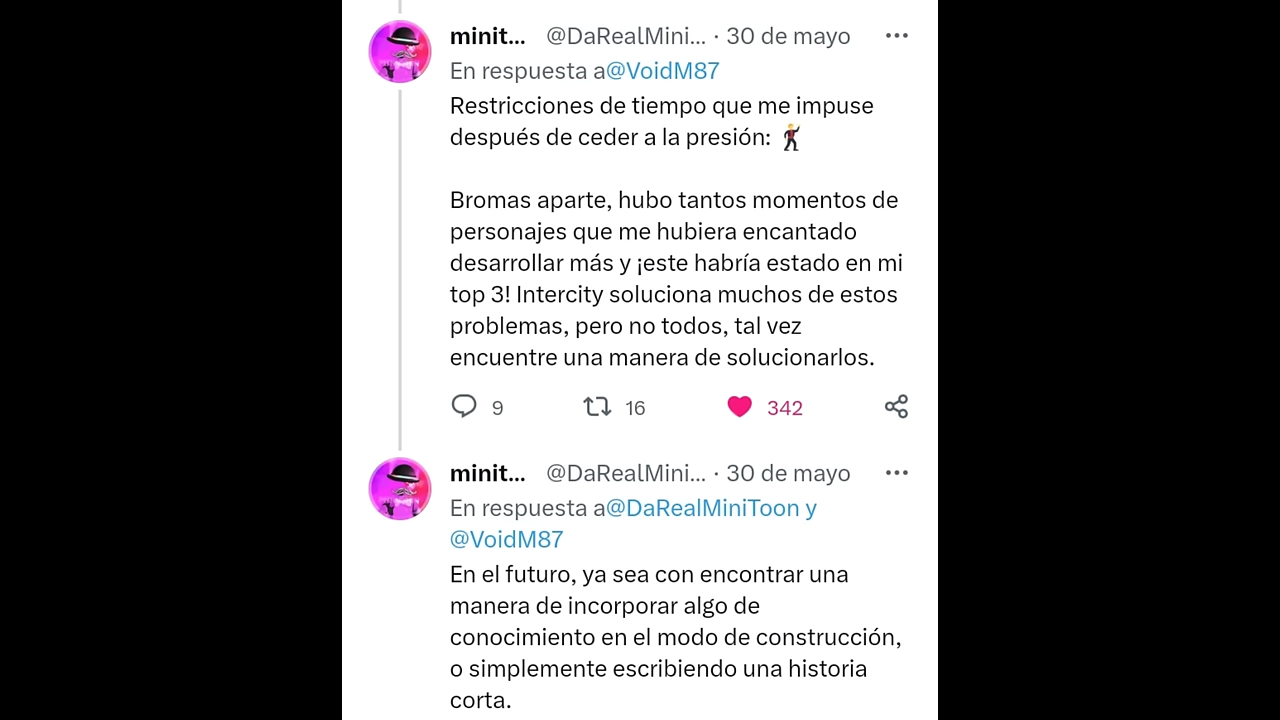 minit... @DaRealMini... · 30 de mayo
En respuesta a@VoidM87
Restricciones de tiempo que me impuse
después de ceder a la presión: 🕺
Bromas aparte, hubo tantos momentos de
personajes que me hubiera encantado
desarrollar más y ¡este habría estado en mi
top 3! Intercity soluciona muchos de estos
problemas, pero no todos, tal vez
encuentre una manera de solucionarlos.
9 16 342
minit... @DaRealMini... · 30 de mayo
En respuesta a@DaRealMiniToon y
@VoidM87
En el futuro, ya sea con encontrar una
manera de incorporar algo de
conocimiento en el modo de construcción,
o simplemente escribiendo una historia
corta.